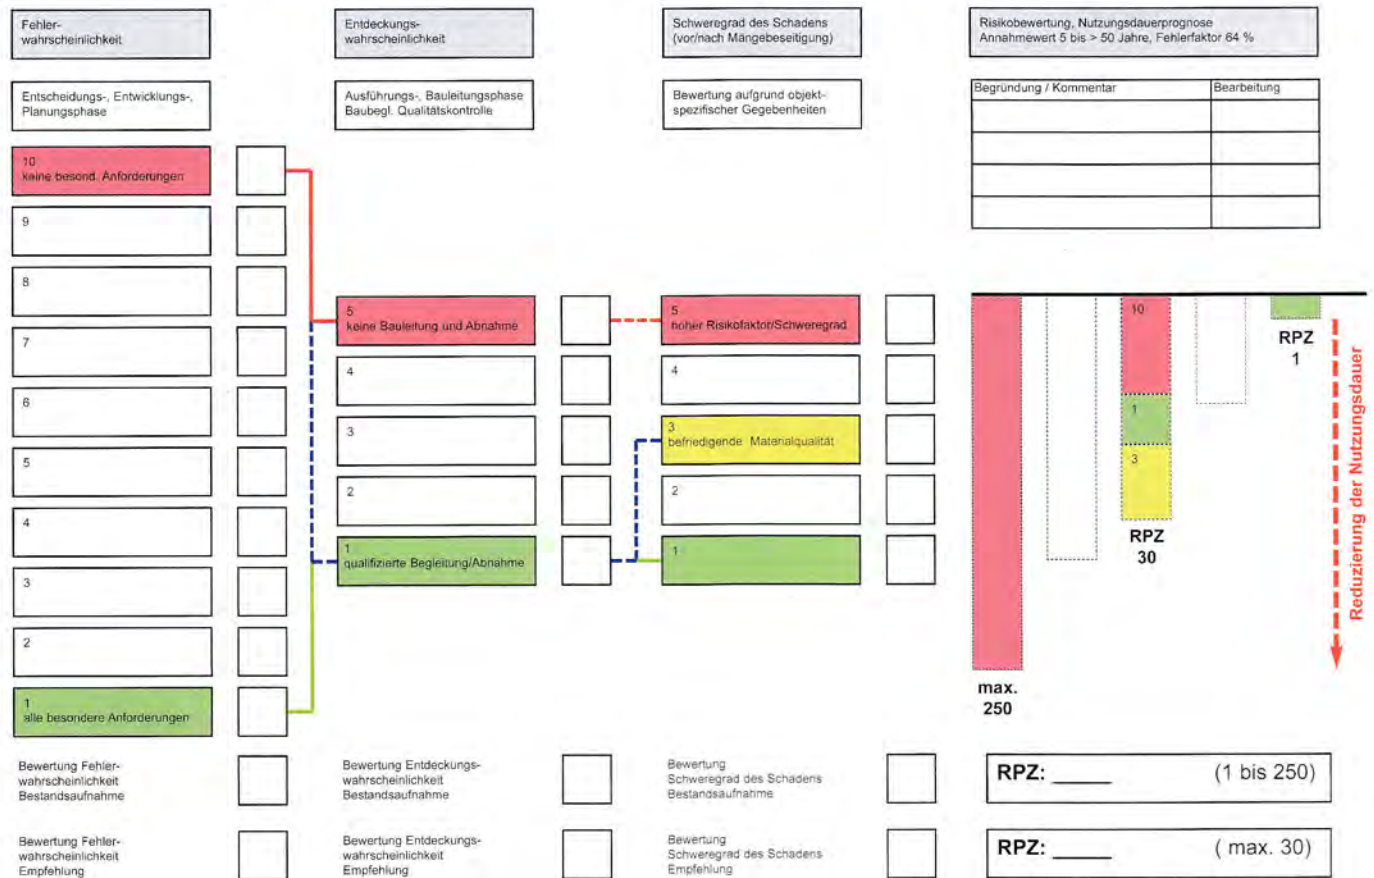 Fehler-
wahrscheinlichkeit
Entdeckungs-
wahrscheinlichkeit
Schweregrad des Schadens
(vor/nach Mängebeseitigung)
Risikobewertung, Nutzungsdauerprognose
Annahmewert 5 bis > 50 Jahre, Fehlerfaktor 64 %
Entscheidungs-, Entwicklungs-,
Planungsphase
Ausführungs-, Bauleitungsphase
Baubegl. Qualitätskontrolle
Bewertung aufgrund objekt-
spezifischer Gegebenheiten
Begründung / Kommentar
Bearbeitung
10
keine besond. Anforderungen
9
8
7
6
5
4
3
2
1
alle besondere Anforderungen
5
keine Bauleitung und Abnahme
4
3
2
1
qualifizierte Begleitung/Abnahme
5
hoher Risikofaktor/Schweregrad
4
3
befriedigende Materialqualität
2
1
10
1
3
RPZ
30
RPZ
1
max.
250
Reduzierung der Nutzungsdauer
Bewertung Fehler-
wahrscheinlichkeit
Bestandsaufnahme
Bewertung Entdeckungs-
wahrscheinlichkeit
Bestandsaufnahme
Bewertung
Schweregrad des Schadens
Bestandsaufnahme
RPZ: _____ (1 bis 250)
Bewertung Fehler-
wahrscheinlichkeit
Empfehlung
Bewertung Entdeckungs-
wahrscheinlichkeit
Empfehlung
Bewertung
Schweregrad des Schadens
Empfehlung
RPZ: _____ ( max. 30)